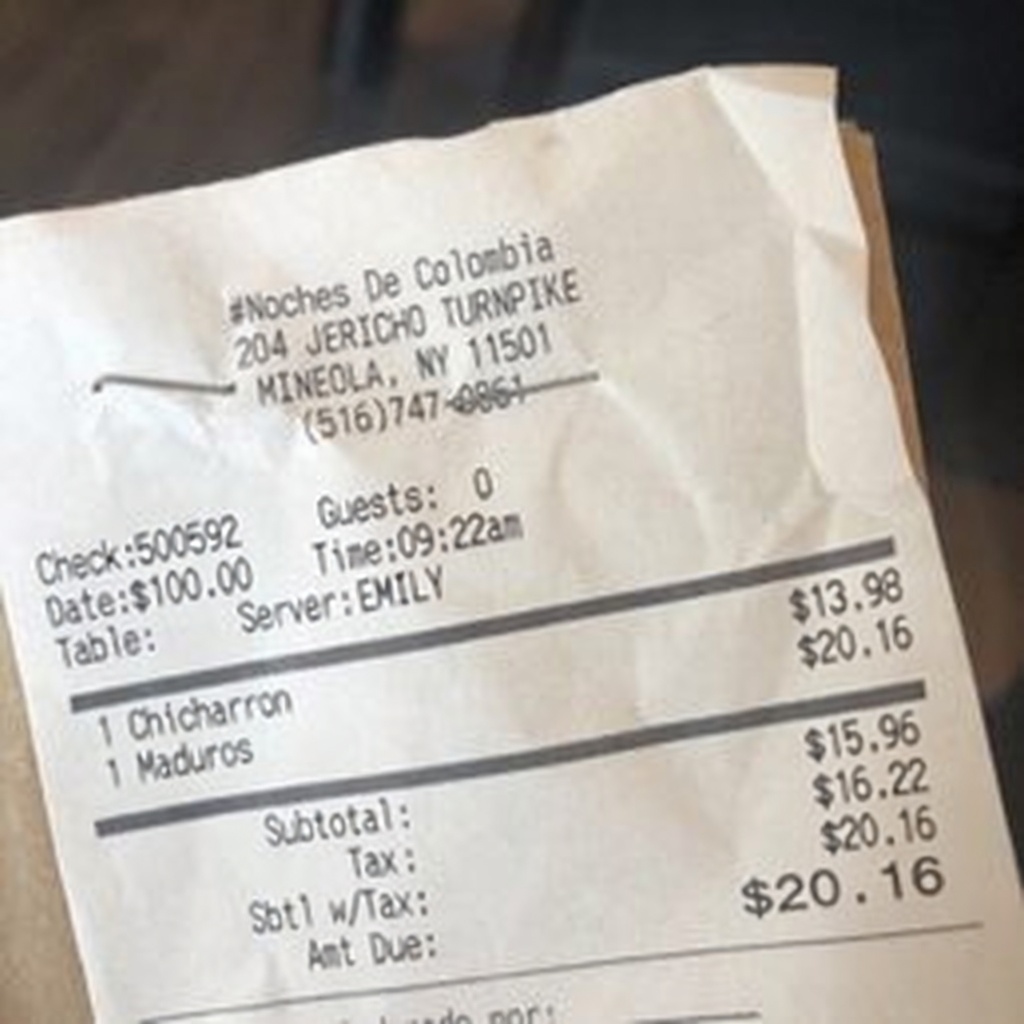 #Noches De Colombia
204 JERICHO TURNPIKE
MINEOLA, NY 11501
(516)747-0861
Check:500592 Guests: 0
Date:$100.00 Time:09:22am
Table: Server:EMILY
1 Chicharron $13.98
1 Maduros $20.16
Subtotal: $15.96
Tax: $16.22
Sbtl w/Tax: $20.16
Amt Due: $20.16
por: